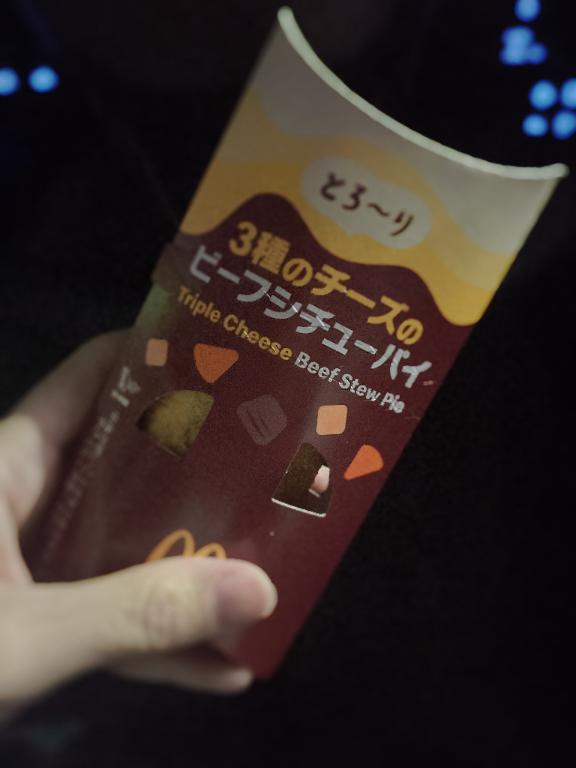 とろ〜り
3種のチーズの
ビーフシチューパイ
Triple Cheese
Beef Stew Pie